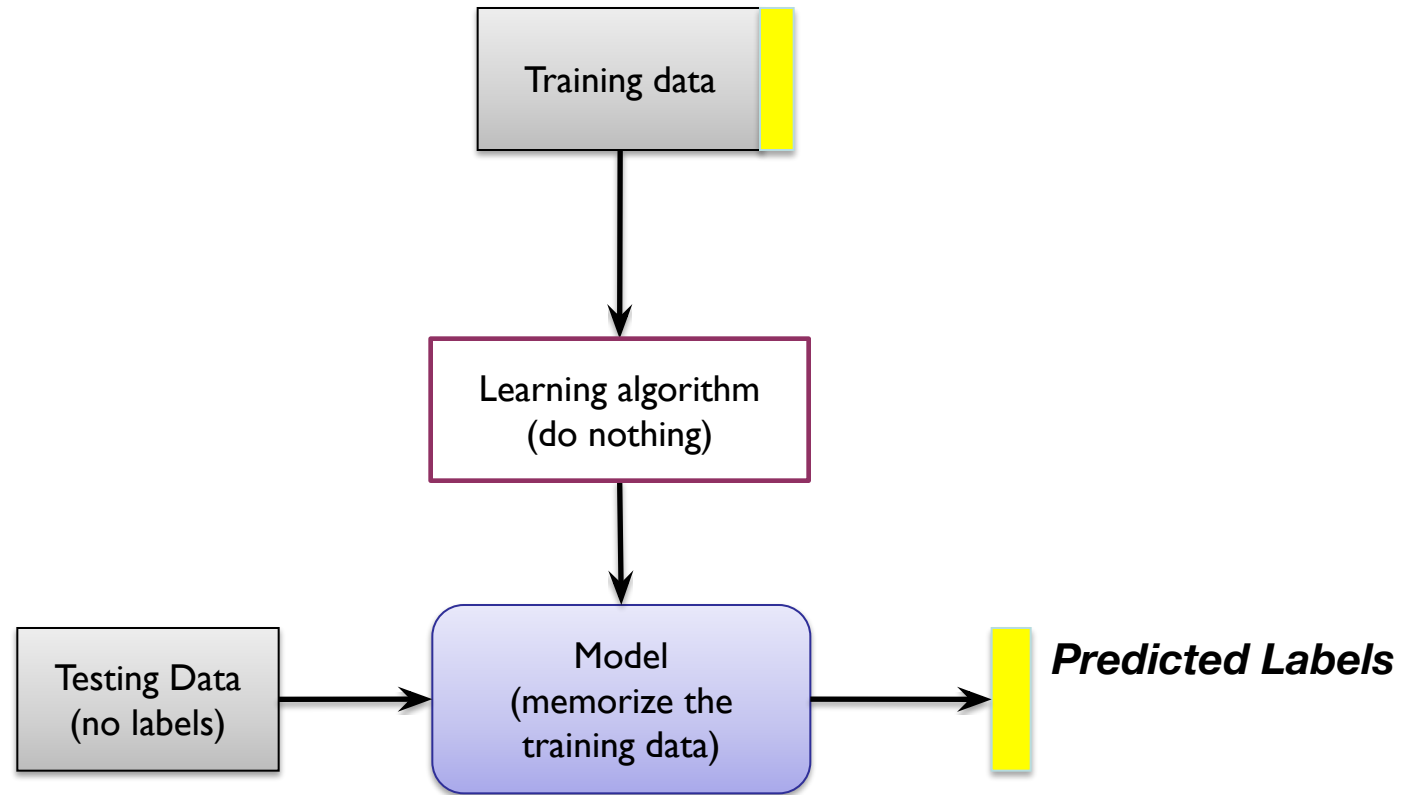 Training data
Learning algorithm
(do nothing)
Model
(memorize the
training data)
Testing Data
(no labels)
Predicted Labels